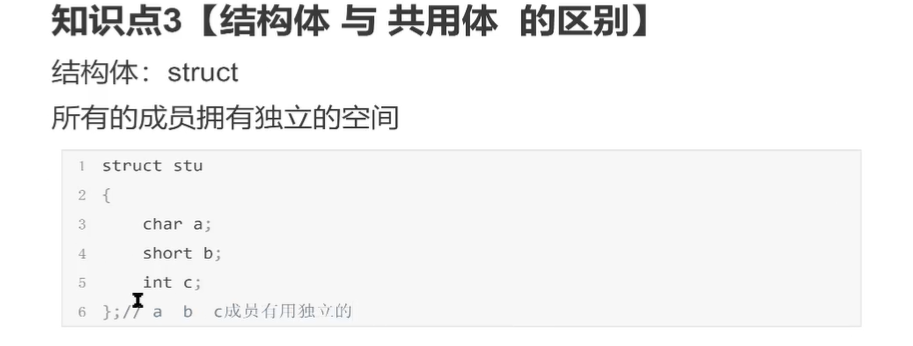 知识点3【结构体 与 共用体  的区别】
结构体：struct
所有的成员拥有独立的空间
1 struct stu
2 {
3     char a;
4     short b;
5     int c;
6 };// a  b  c成员有用独立的